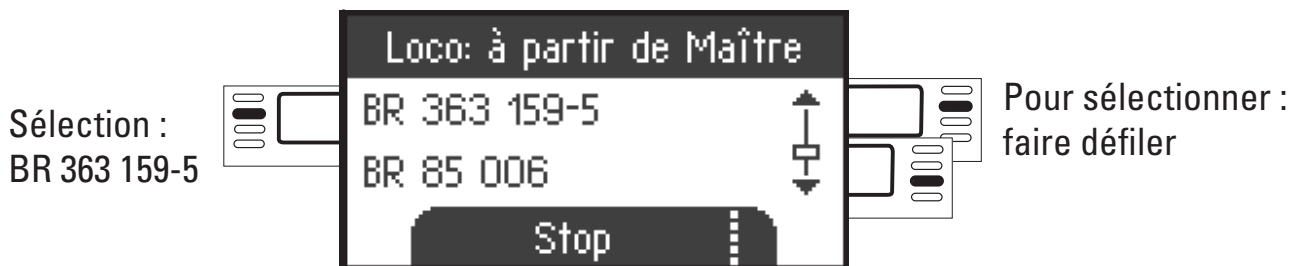 Loco: à partir de Maître
Sélection :
BR 363 159-5
BR 363 159-5
BR 85 006
Stop
Pour sélectionner :
faire défiler